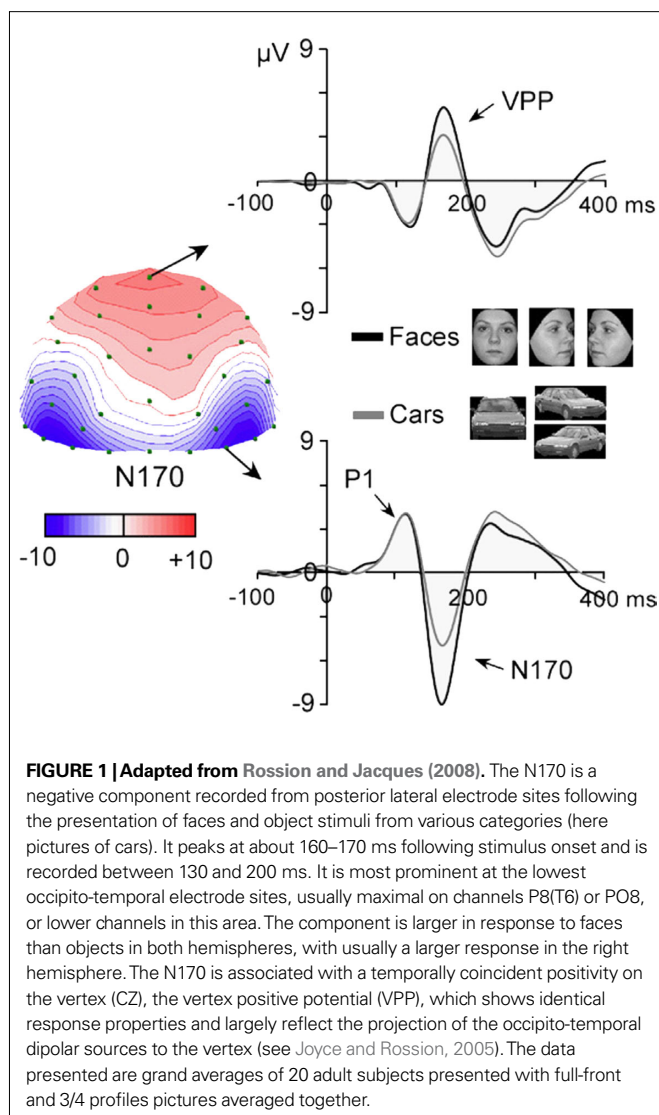 μV
9
VPP
0
-100
0
200
400 ms
-9
Faces
Cars
N170
-10
0
+10
9
P1
0
-100
0
200
400 ms
N170
-9
FIGURE 1 | Adapted from Rossion and Jacques (2008). The N170 is a
negative component recorded from posterior lateral electrode sites following
the presentation of faces and object stimuli from various categories (here
pictures of cars). It peaks at about 160–170 ms following stimulus onset and is
recorded between 130 and 200 ms. It is most prominent at the lowest
occipito-temporal electrode sites, usually maximal on channels P8(T6) or PO8,
or lower channels in this area. The component is larger in response to faces
than objects in both hemispheres, with usually a larger response in the right
hemisphere. The N170 is associated with a temporally coincident positivity on
the vertex (CZ), the vertex positive potential (VPP), which shows identical
response properties and largely reflect the projection of the occipito-temporal
dipolar sources to the vertex (see Joyce and Rossion, 2005). The data
presented are grand averages of 20 adult subjects presented with full-front
and 3/4 profiles pictures averaged together.